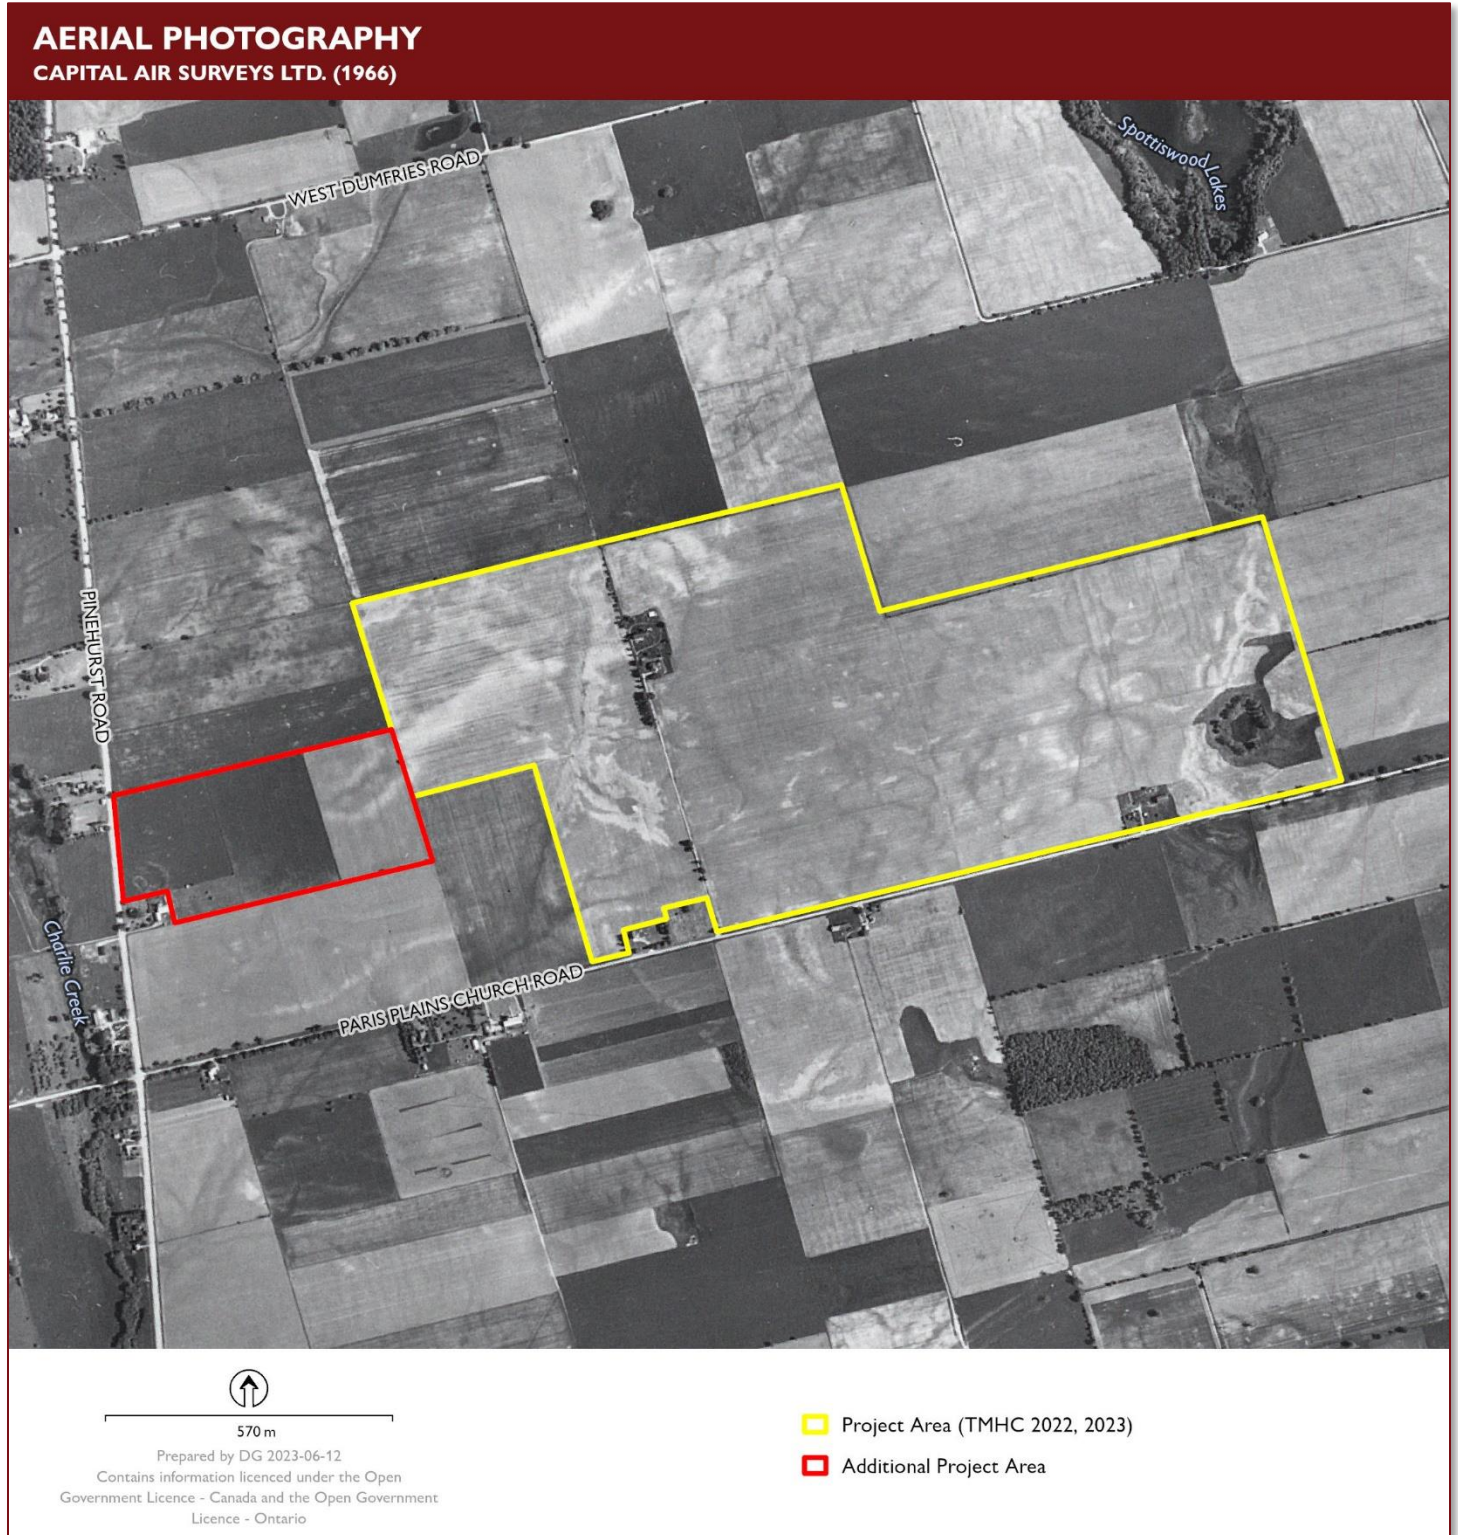 AERIAL PHOTOGRAPHY
CAPITAL AIR SURVEYS LTD. (1966)
Spottiswood Lakes
WEST DUMFRIES ROAD
PINEHURST ROAD
Charlie Creek
PARIS PLAINS CHURCH ROAD
570 m
Prepared by DG 2023-06-12
Contains information licenced under the Open
Government Licence - Canada and the Open Government
Licence - Ontario
Project Area (TMHC 2022, 2023)
Additional Project Area